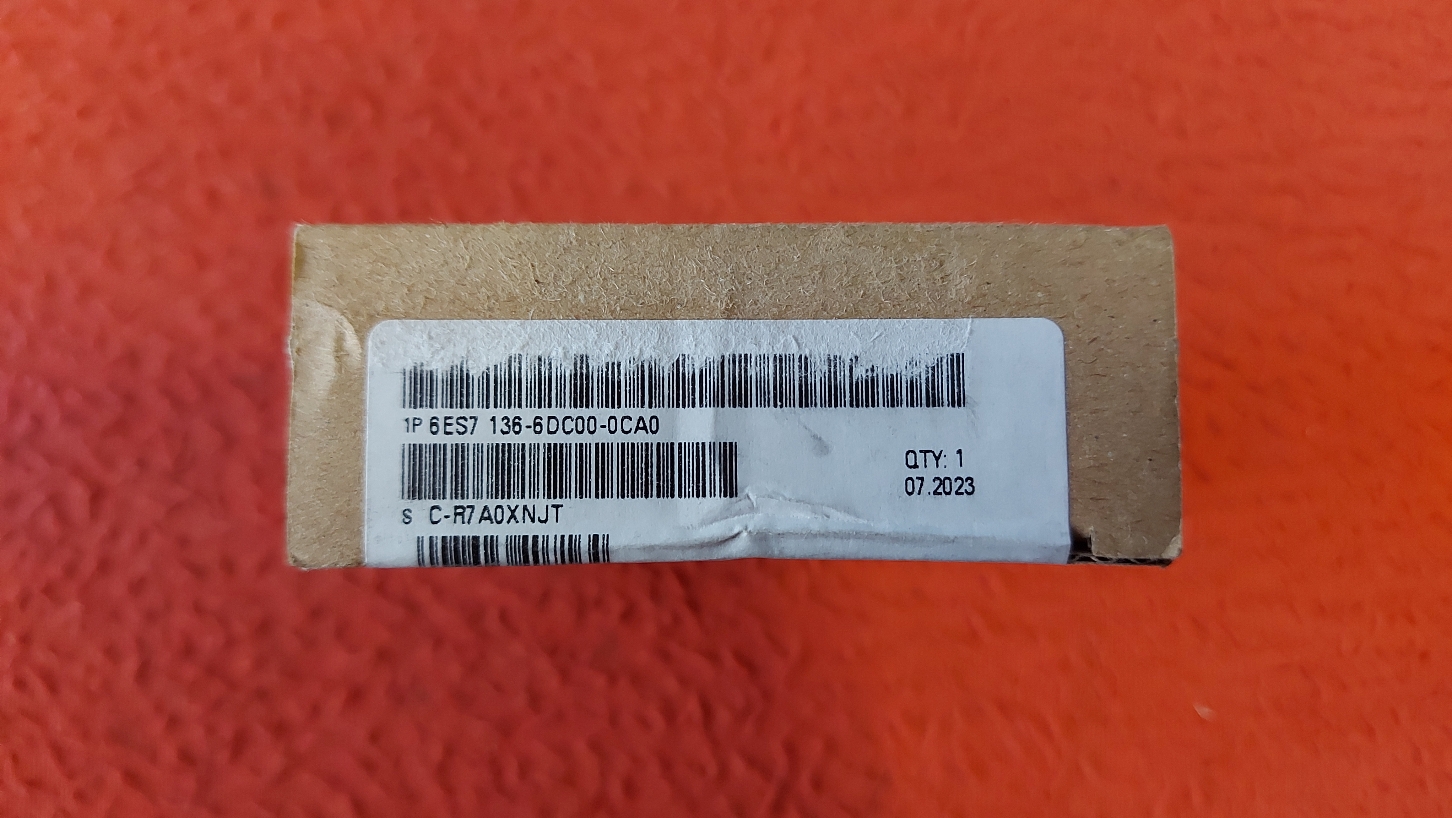 1P 6ES7 136-6DC00-0CA0
QTY: 1
07.2023
S C-R7A0XNJT